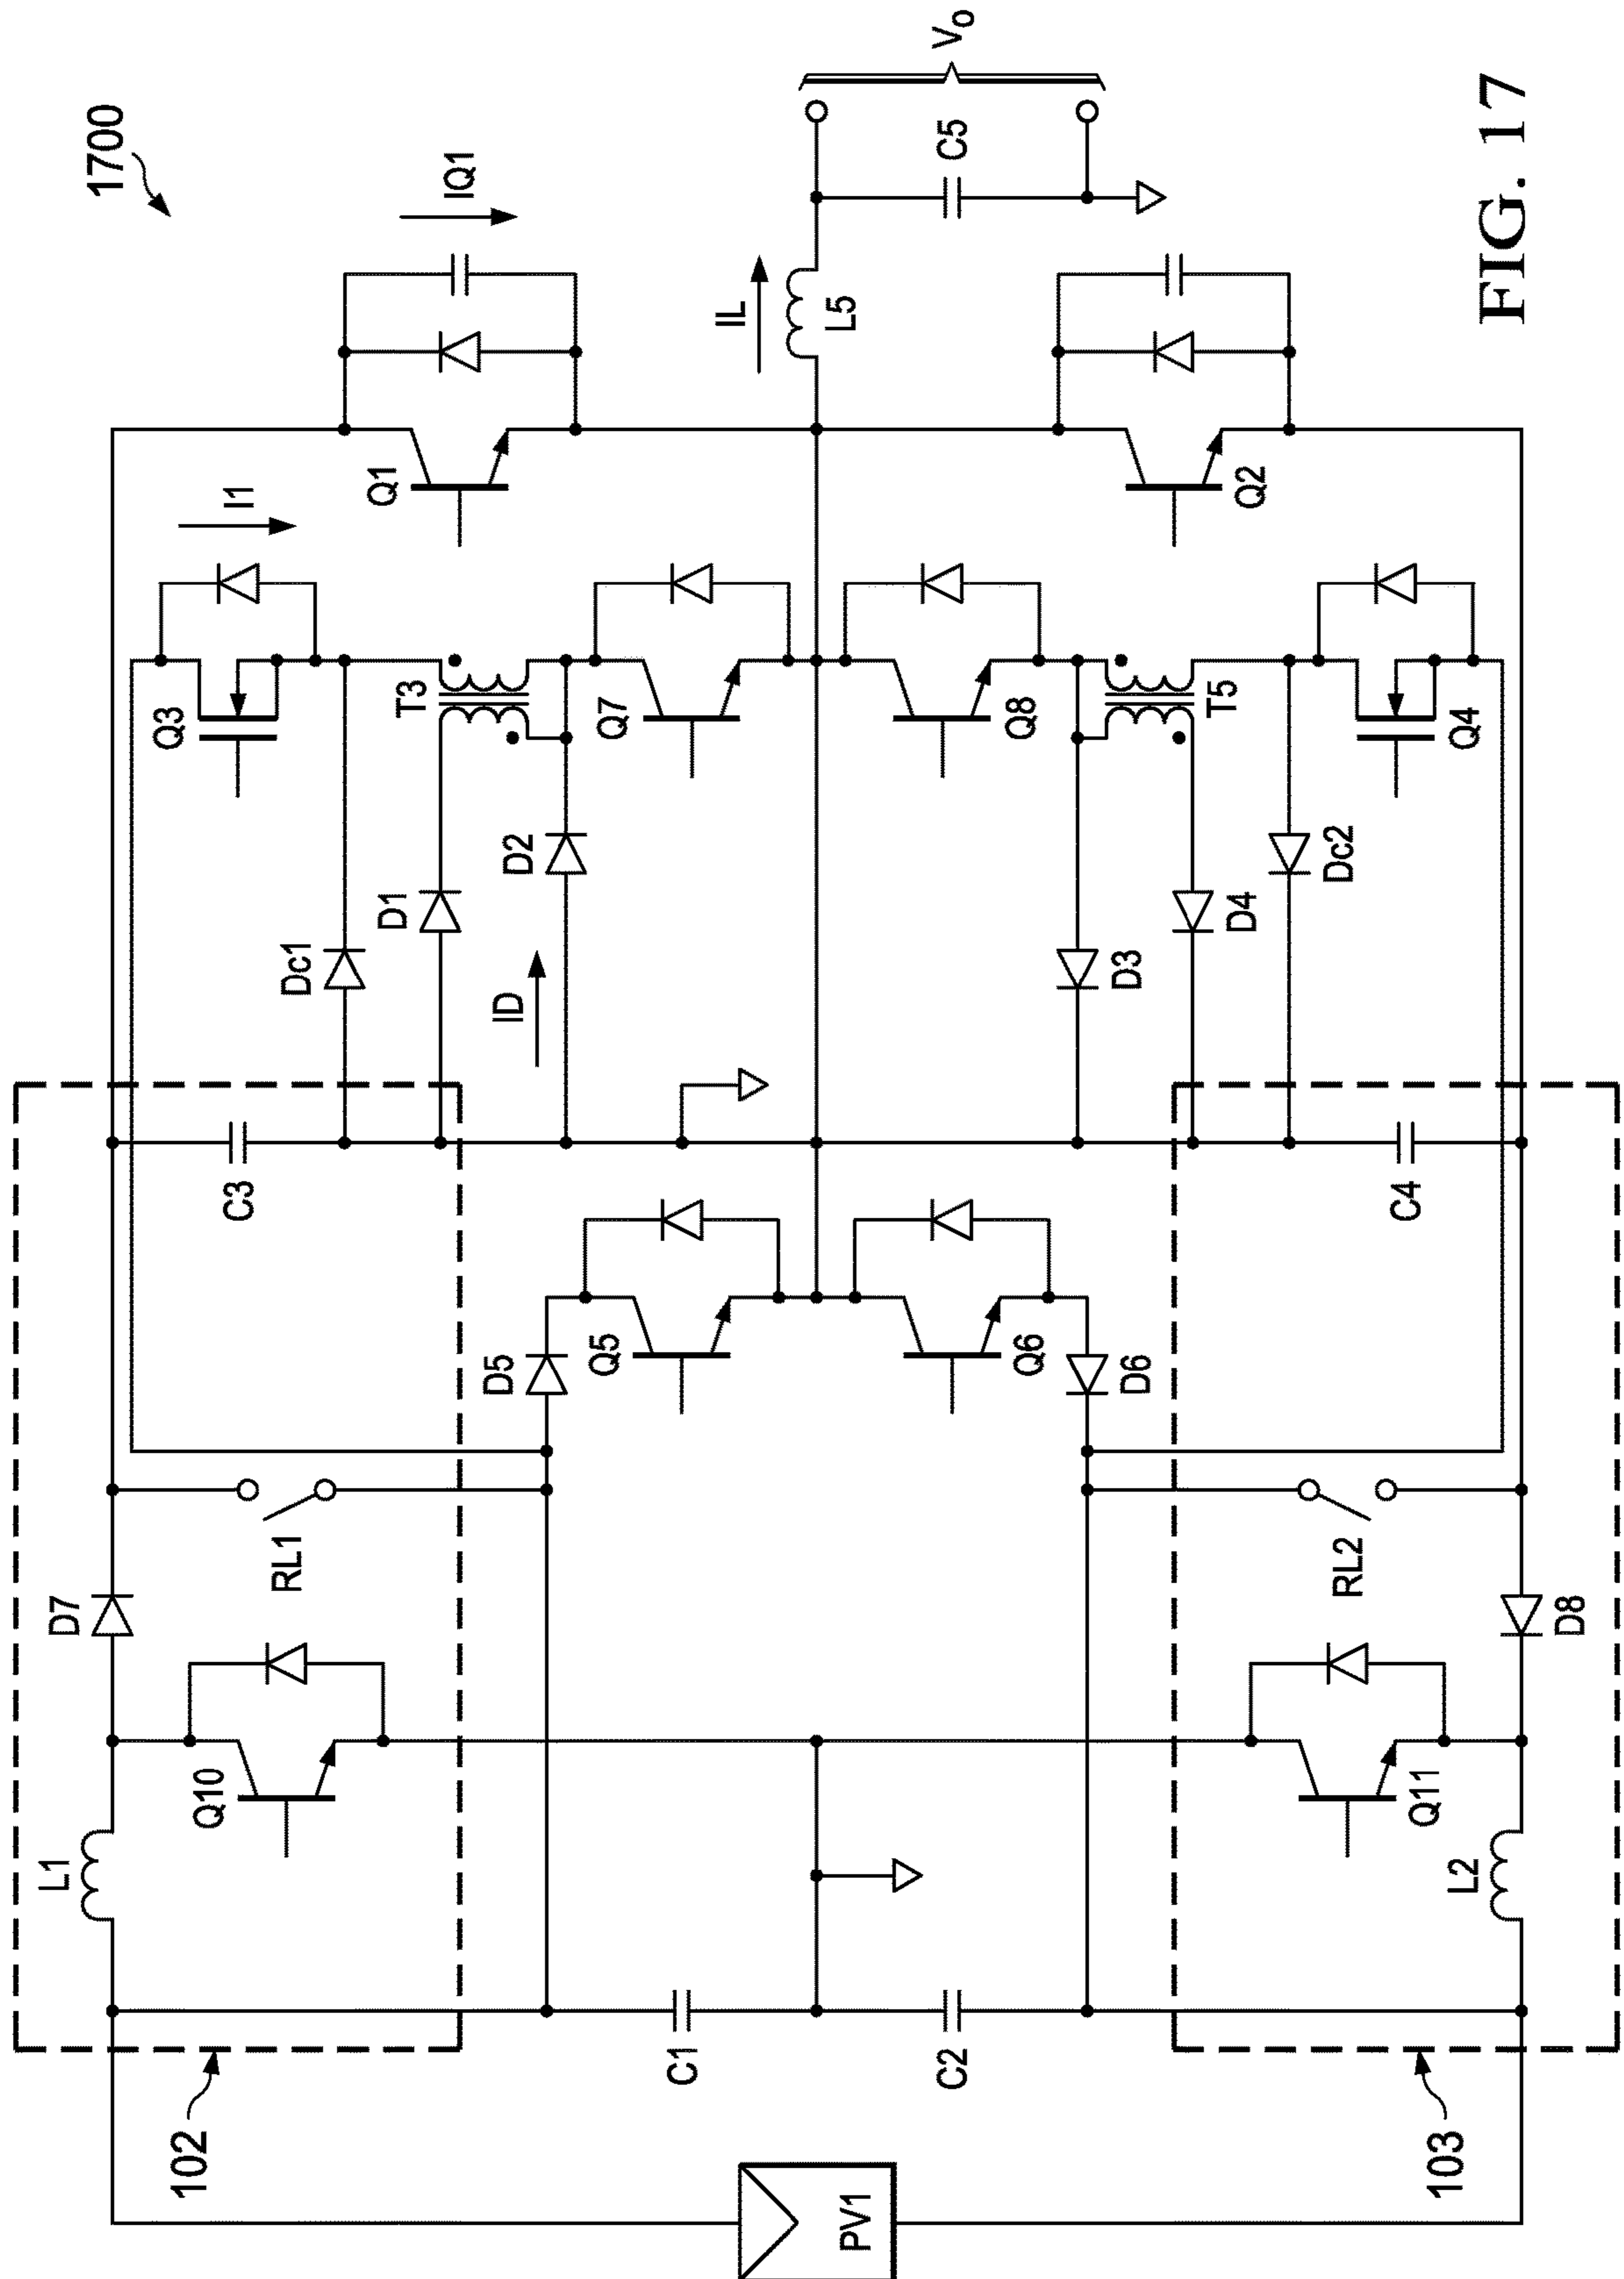 1700
IQ1
I1
Q1
Q3
T3
Q7
Dc1
D1
D2
ID
IL
L5
C5
Vo
Q8
T5
Q4
Q2
D3
D4
Dc2
C3
C4
D5
Q5
Q6
D6
RL1
RL2
D7
D8
Q10
Q11
L1
L2
C1
C2
102
103
PV1
FIG. 17